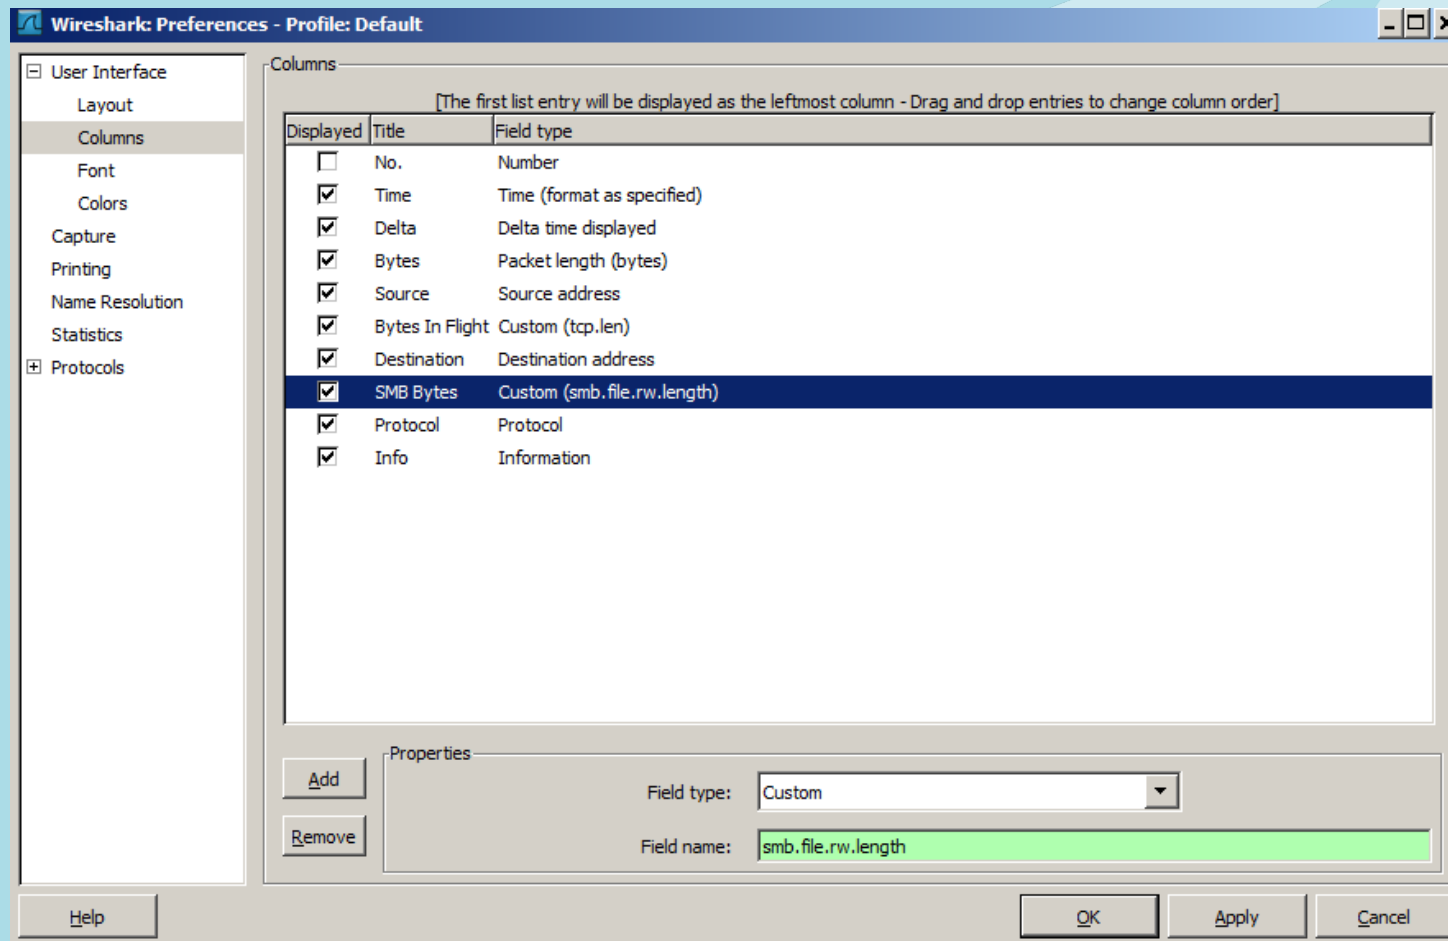 Wireshark: Preferences - Profile: Default
User Interface
Layout
Columns
Font
Colors
Capture
Printing
Name Resolution
Statistics
Protocols
Columns
[The first list entry will be displayed as the leftmost column - Drag and drop entries to change column order]
Displayed Title Field type
No. Number
Time Time (format as specified)
Delta Delta time displayed
Bytes Packet length (bytes)
Source Source address
Bytes In Flight Custom (tcp.len)
Destination Destination address
SMB Bytes Custom (smb.file.rw.length)
Protocol Protocol
Info Information
Add
Remove
Properties
Field type: Custom
Field name: smb.file.rw.length
Help
OK Apply Cancel